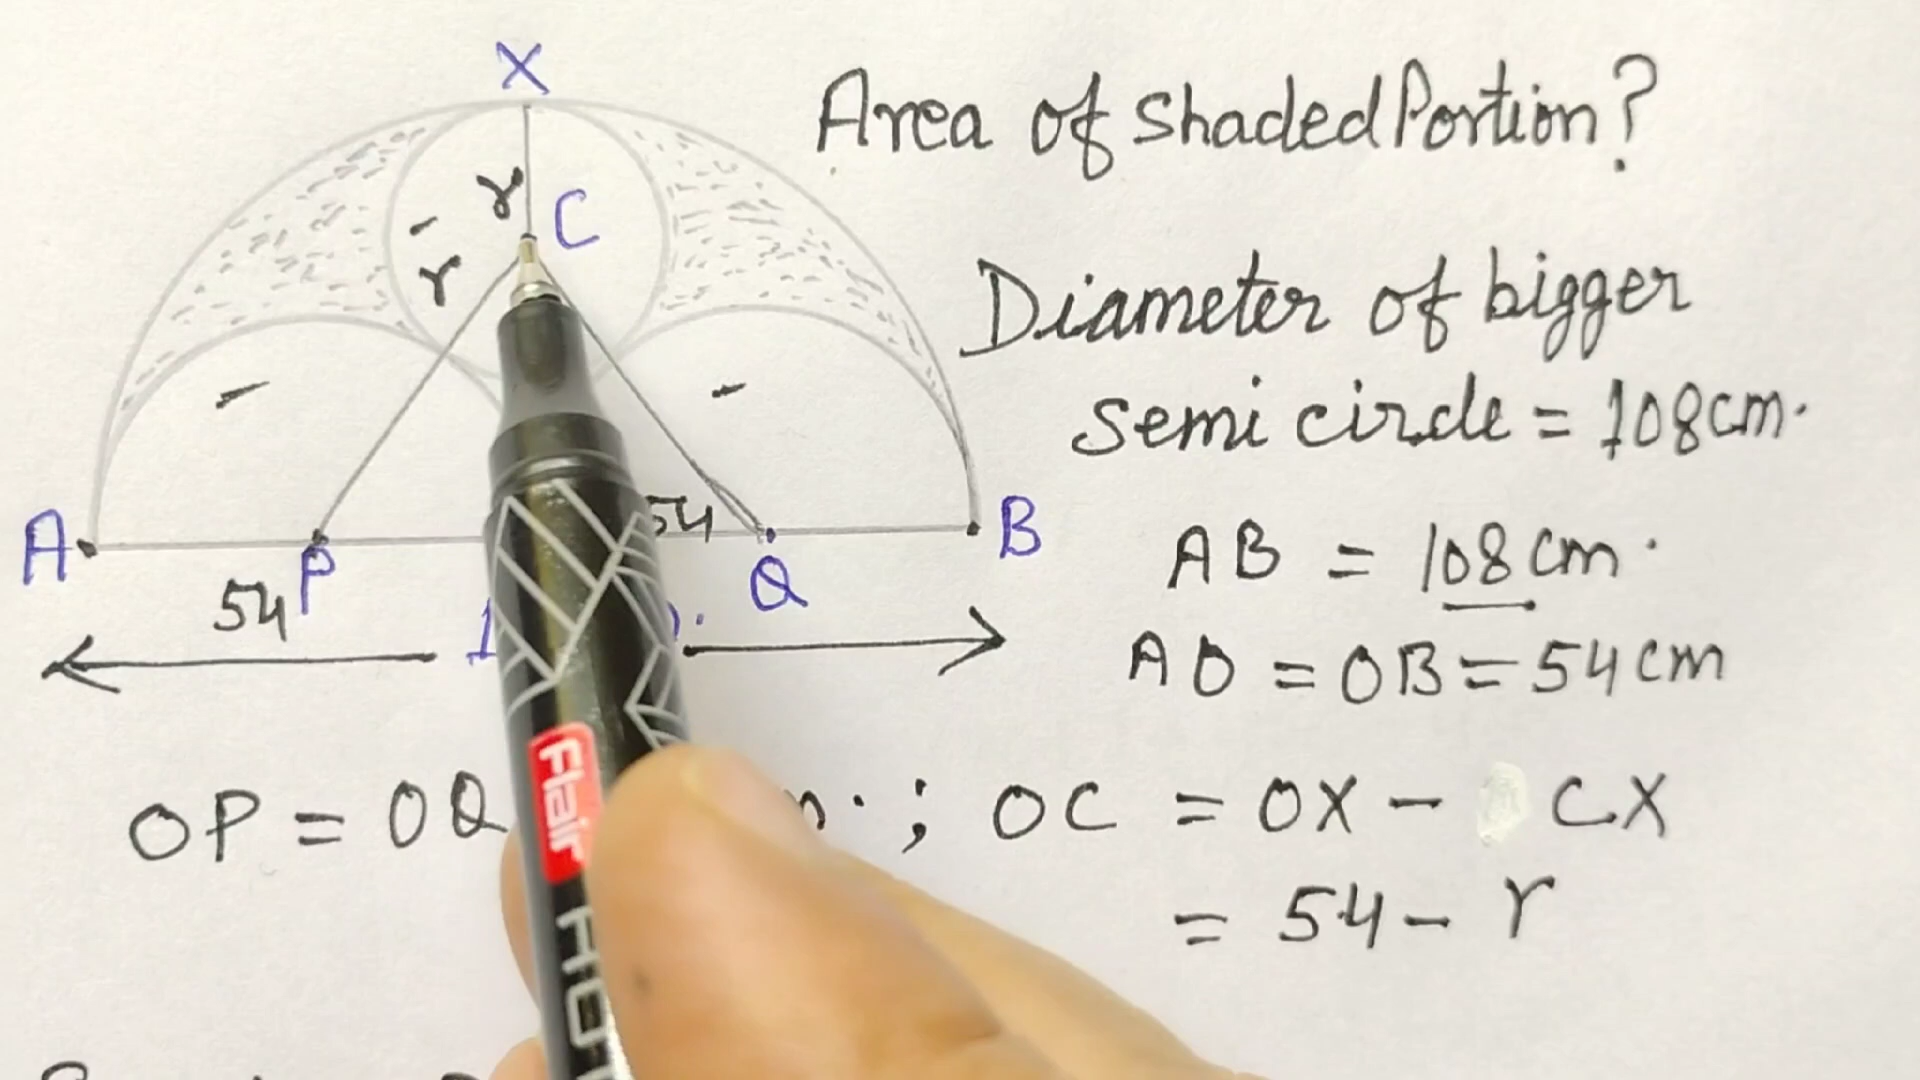 X
Area of Shaded Portion?
r
C
r
Diameter of bigger
semi circle = 108cm.
54
A
P
Q
B
AB = 108 cm.
54
AO = OB = 54 cm
Flair
OP = OQ ; OC = OX - CX
= 54 - r